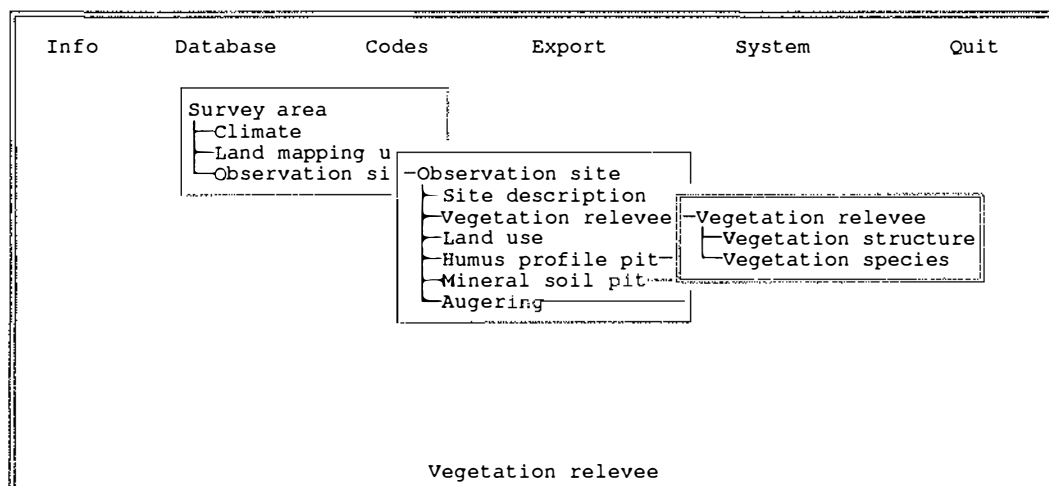 Info Database Codes Export System Quit
Survey area
Climate
Land mapping u
Observation si
Observation site
Site description
Vegetation relevee
Land use
Humus profile pit
Mineral soil pit
Augering
Vegetation relevee
Vegetation structure
Vegetation species
Vegetation relevee